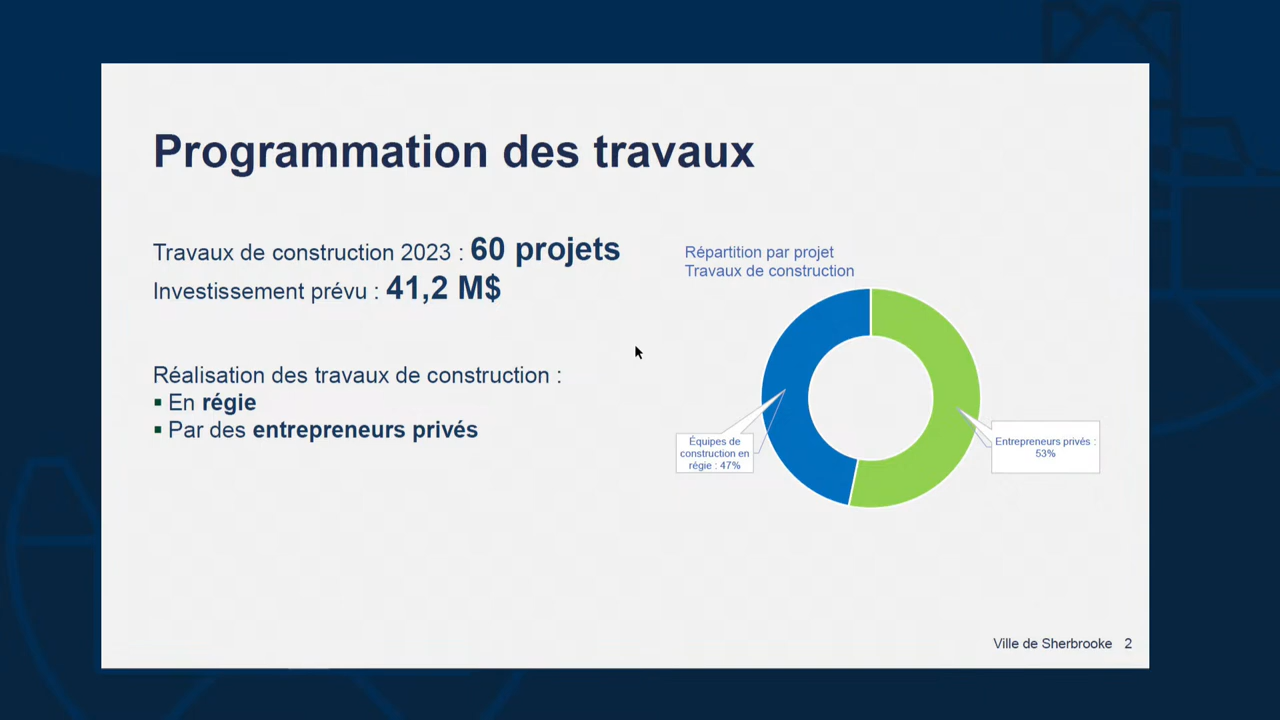 Programmation des travaux
Travaux de construction 2023 : 60 projets
Investissement prévu : 41,2 M$
Réalisation des travaux de construction :
▪ En régie
▪ Par des entrepreneurs privés
Répartition par projet
Travaux de construction
Équipes de
construction en
régie : 47%
Entrepreneurs privés :
53%
Ville de Sherbrooke 2